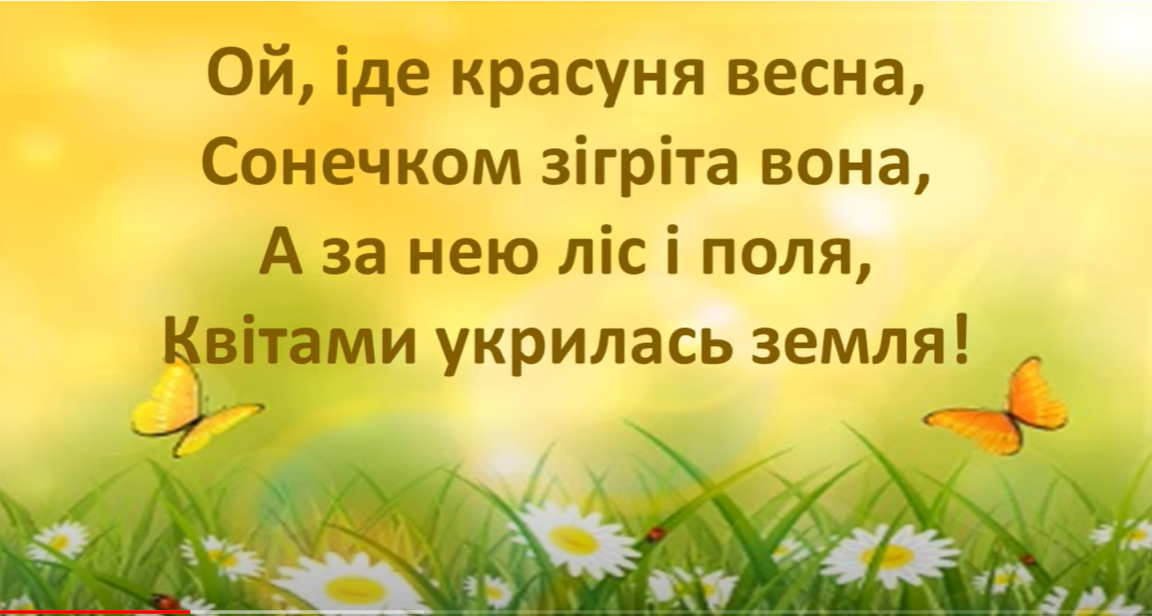 Ой, іде красуня весна,
Сонечком зігріта вона,
А за нею ліс і поля,
Квітами укрилась земля!